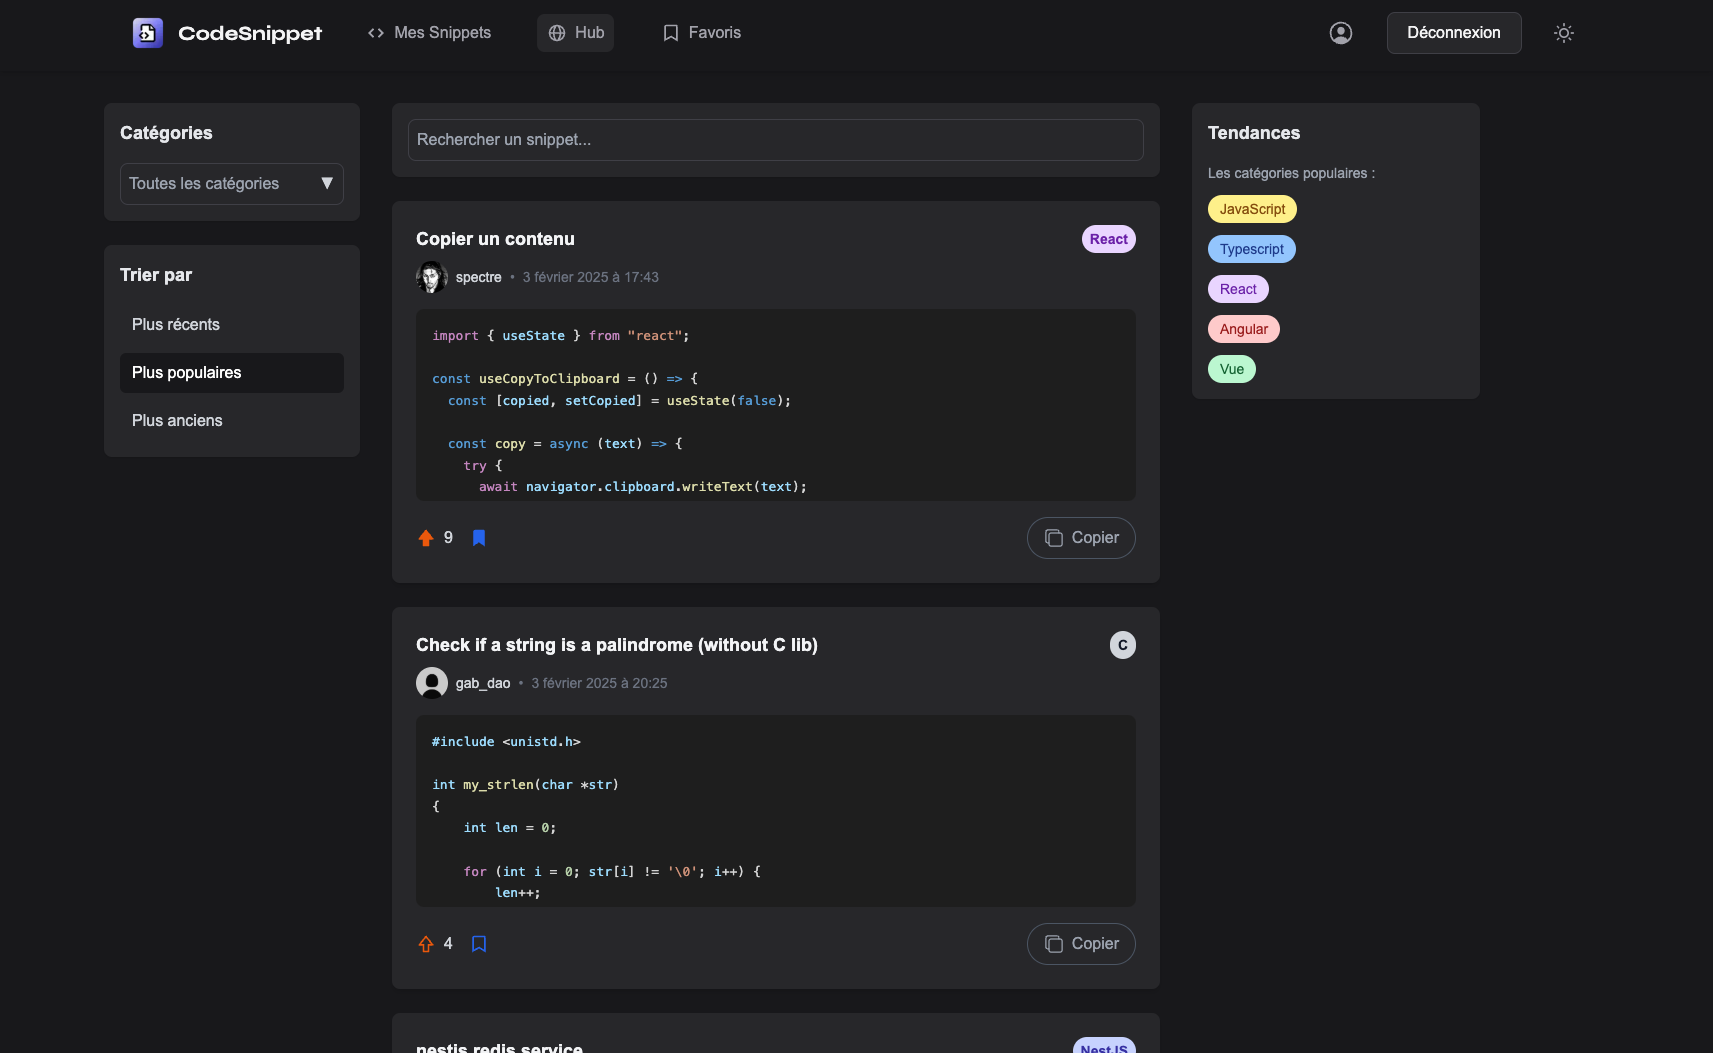 CodeSnippet
Mes Snippets
Hub
Favoris
Déconnexion
Catégories
Toutes les catégories
Trier par
Plus récents
Plus populaires
Plus anciens
Rechercher un snippet...
Copier un contenu
React
spectre • 3 février 2025 à 17:43
import { useState } from "react";
const useCopyToClipboard = () => {
  const [copied, setCopied] = useState(false);
  const copy = async (text) => {
    try {
      await navigator.clipboard.writeText(text);
9
Copier
Check if a string is a palindrome (without C lib)
C
gab_dao • 3 février 2025 à 20:25
#include <unistd.h>
int my_strlen(char *str)
{
    int len = 0;
    for (int i = 0; str[i] != '\0'; i++) {
        len++;
4
Copier
nestjs redis service
NestJS
Tendances
Les catégories populaires :
JavaScript
Typescript
React
Angular
Vue